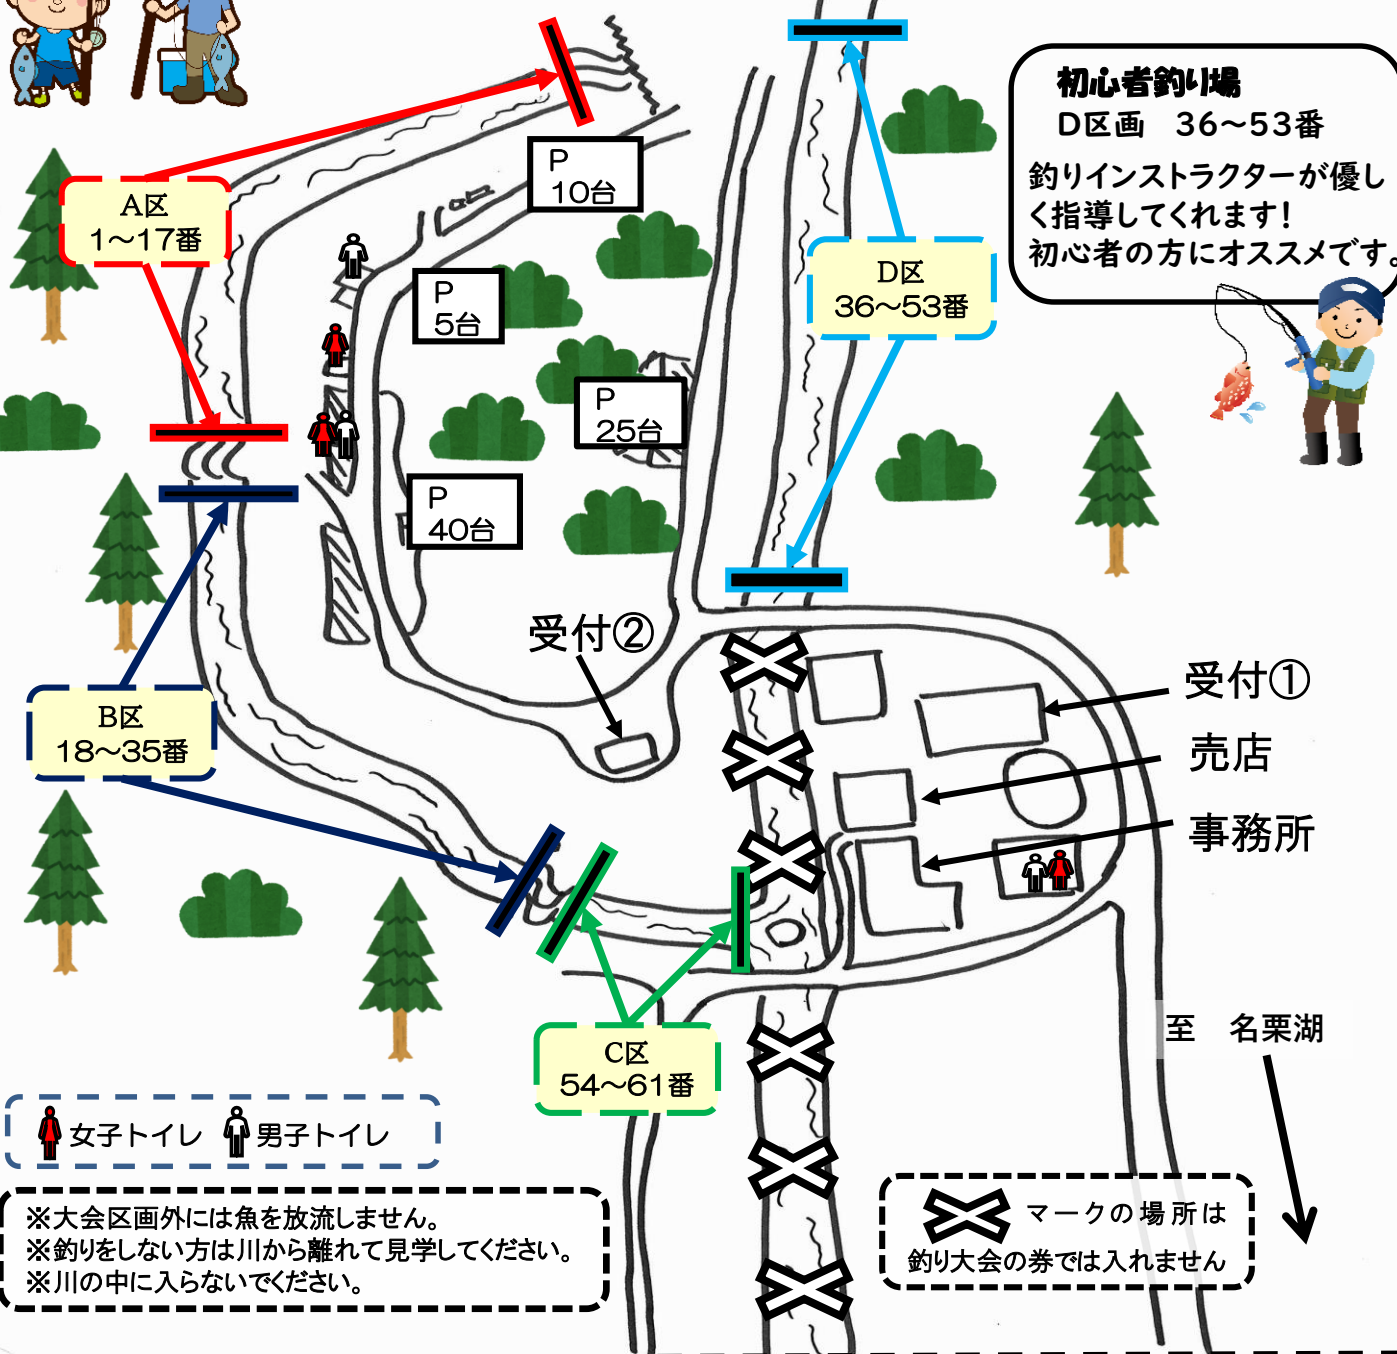 初心者釣り場
D区画 36～53番
釣りインストラクターが優し
く指導してくれます！
初心者の方にオススメです。
P
10台
A区
1～17番
P
5台
D区
36～53番
P
25台
P
40台
受付②
受付①
B区
18～35番
売店
事務所
至 名栗湖
C区
54～61番
女子トイレ 男子トイレ
※大会区画外には魚を放流しません。
※釣りをしない方は川から離れて見学してください。
※川の中に入らないでください。
マークの場所は
釣り大会の券では入れません